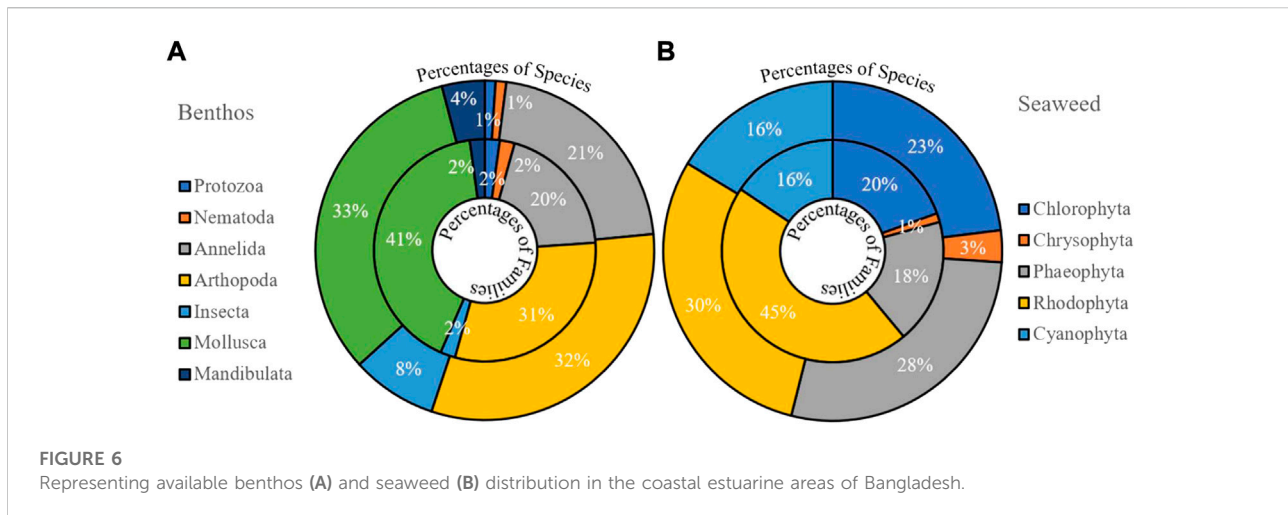 A
Benthos
Protozoa
Nematoda
Annelida
Arthopoda
Insecta
Mollusca
Mandibulata
Percentages of Species
1%
1%
21%
32%
8%
33%
4%
2%
2%
20%
31%
2%
41%
2%
Percentages of Families
B
Percentages of Species
23%
3%
28%
30%
16%
20%
1%
18%
45%
16%
Percentages of Families
Seaweed
Chlorophyta
Chrysophyta
Phaeophyta
Rhodophyta
Cyanophyta
FIGURE 6
Representing available benthos (A) and seaweed (B) distribution in the coastal estuarine areas of Bangladesh.